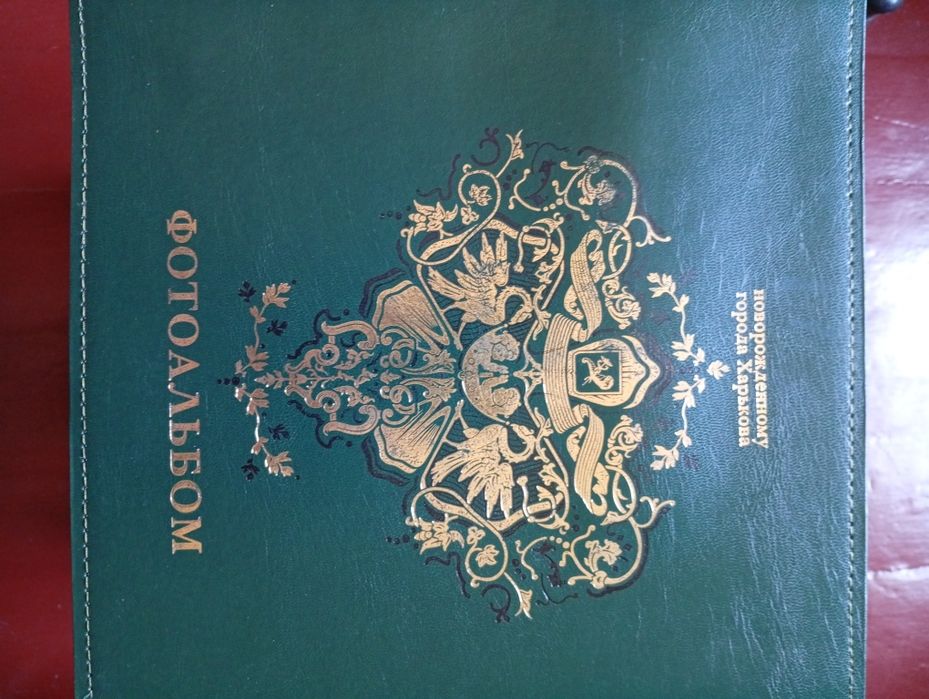 новорожденному
города Харькова
ФОТОАЛЬБОМ